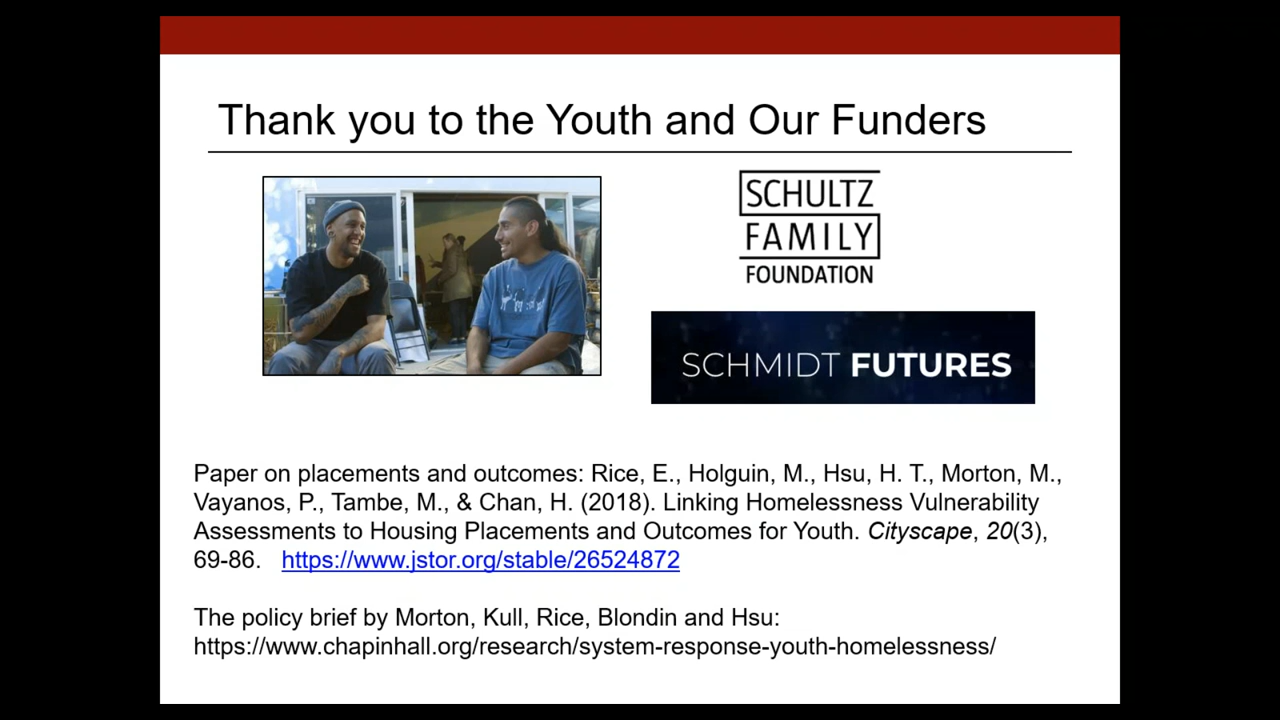 Thank you to the Youth and Our Funders
SCHULTZ
FAMILY
FOUNDATION
SCHMIDT FUTURES
Paper on placements and outcomes: Rice, E., Holguin, M., Hsu, H. T., Morton, M.,
Vayanos, P., Tambe, M., & Chan, H. (2018). Linking Homelessness Vulnerability
Assessments to Housing Placements and Outcomes for Youth. Cityscape, 20(3),
69-86. https://www.jstor.org/stable/26524872
The policy brief by Morton, Kull, Rice, Blondin and Hsu:
https://www.chapinhall.org/research/system-response-youth-homelessness/